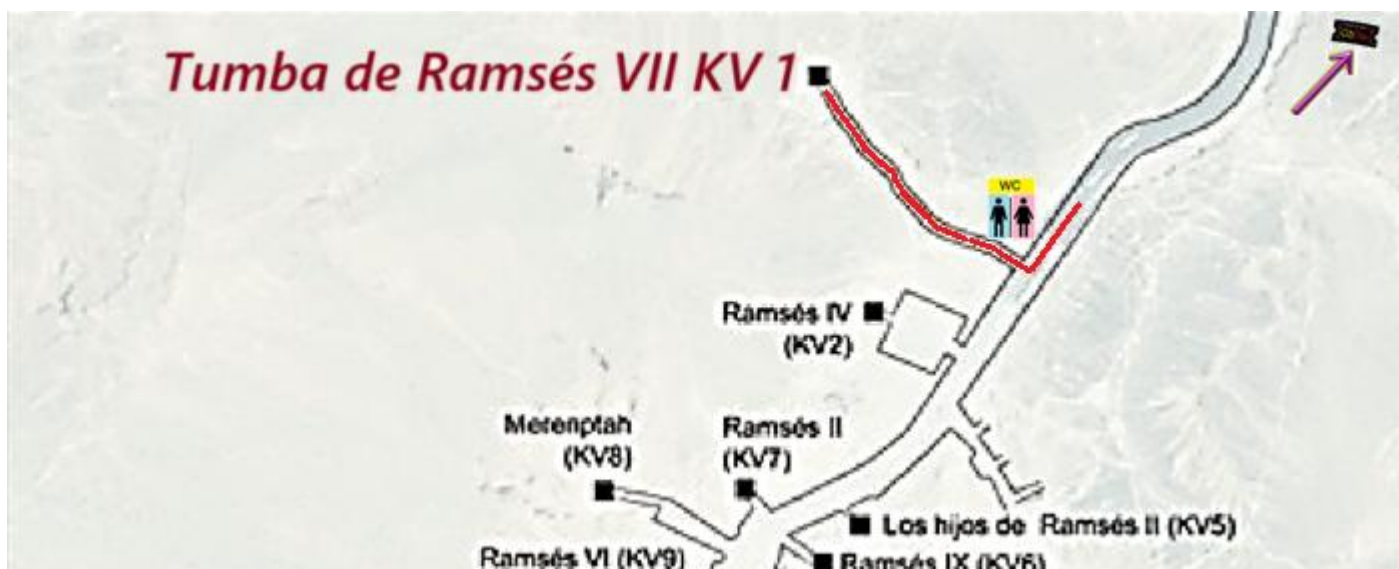 Tumba de Ramsés VII KV 1
WC
Ramsés IV
(KV2)
Merenptah
(KV8)
Ramsés II
(KV7)
Los hijos de Ramsés II (KV5)
Ramsés VI (KV9)
Ramsés IX (KV6)